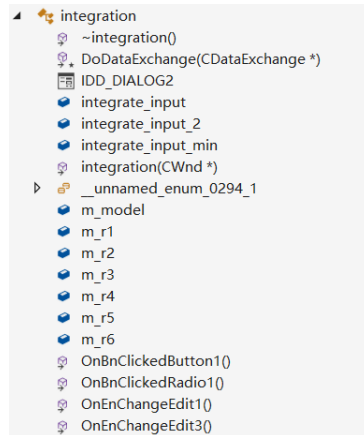 integration
~integration()
DoDataExchange(CDataExchange *)
IDD_DIALOG2
integrate_input
integrate_input_2
integrate_input_min
integration(CWnd *)
__unnamed_enum_0294_1
m_model
m_r1
m_r2
m_r3
m_r4
m_r5
m_r6
OnBnClickedButton1()
OnBnClickedRadio1()
OnEnChangeEdit1()
OnEnChangeEdit3()